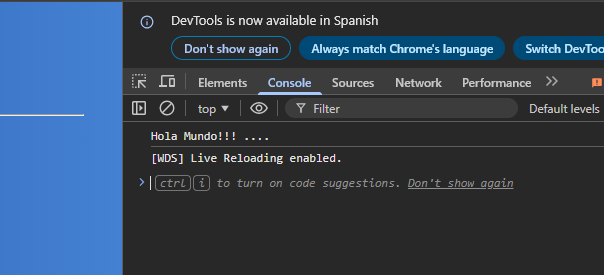 DevTools is now available in Spanish
Don't show again Always match Chrome's language Switch DevToo
Elements Console Sources Network Performance
top Filter Default levels
Hola Mundo!!! ....
[WDS] Live Reloading enabled.
ctrl i to turn on code suggestions. Don't show again